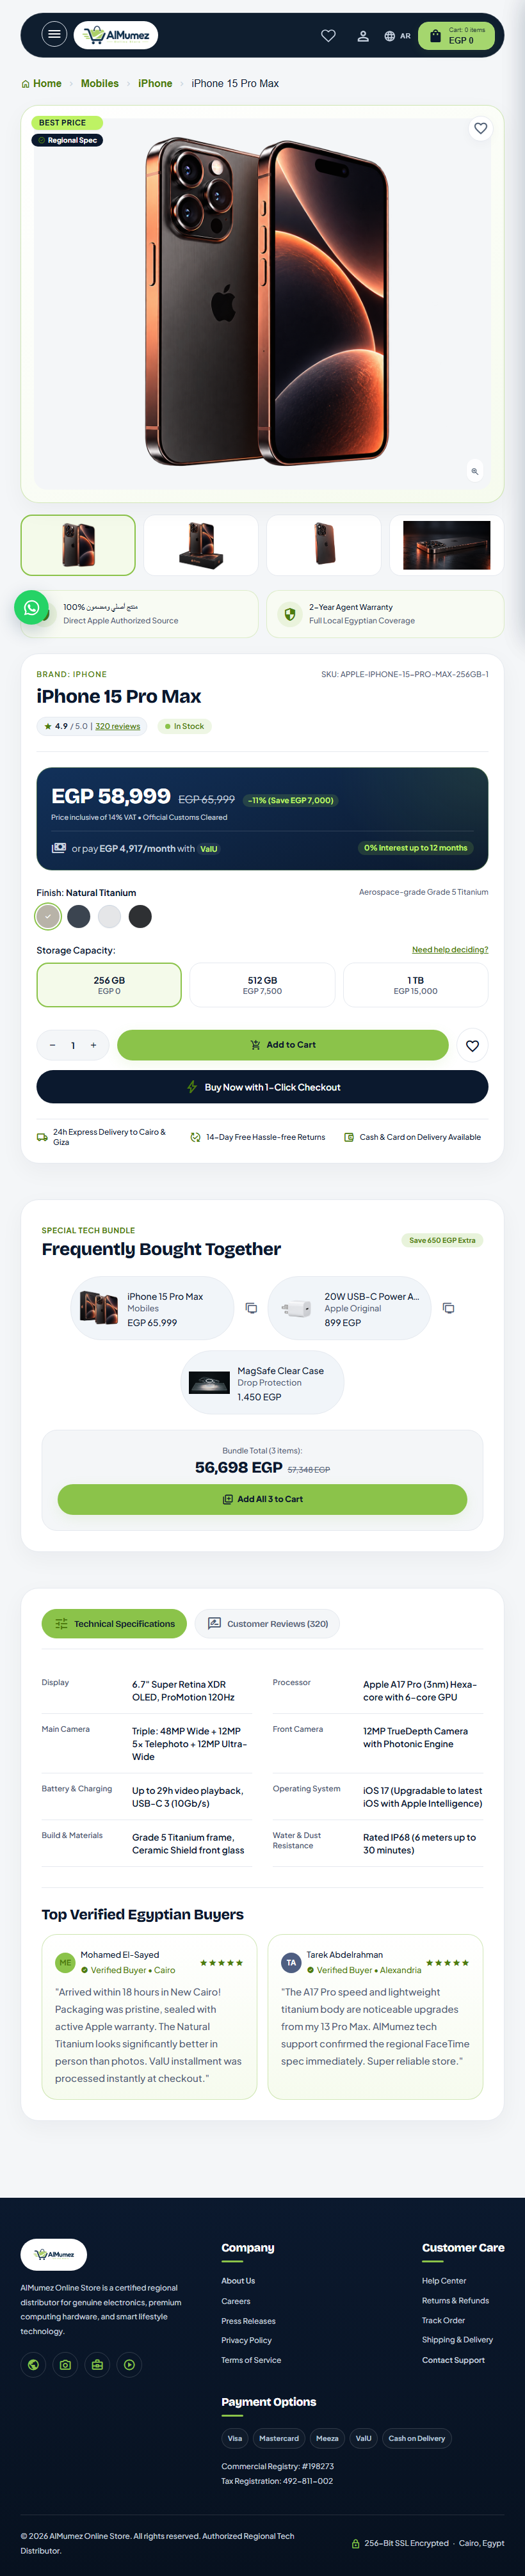 AlMumez
AR
Cart: 0 items
EGP 0
Home
Mobiles
iPhone
iPhone 15 Pro Max
BEST PRICE
Regional Spec
100% منتج أصلي ومضمون
Direct Apple Authorized Source
2-Year Agent Warranty
Full Local Egyptian Coverage
BRAND: IPHONE
SKU: APPLE-IPHONE-15-PRO-MAX-256GB-1
iPhone 15 Pro Max
4.9 / 5.0 | 320 reviews
In Stock
EGP 58,999 EGP 65,999 -11% (Save EGP 7,000)
Price inclusive of 14% VAT • Official Customs Cleared
or pay EGP 4,917/month with ValU
0% Interest up to 12 months
Finish: Natural Titanium
Aerospace-grade Grade 5 Titanium
Storage Capacity:
Need help deciding?
256 GB
EGP 0
512 GB
EGP 7,500
1 TB
EGP 15,000
− 1 +
Add to Cart
Buy Now with 1-Click Checkout
24h Express Delivery to Cairo &
Giza
14-Day Free Hassle-free Returns
Cash & Card on Delivery Available
SPECIAL TECH BUNDLE
Frequently Bought Together
Save 650 EGP Extra
iPhone 15 Pro Max
Mobiles
EGP 65,999
20W USB-C Power A...
Apple Original
899 EGP
MagSafe Clear Case
Drop Protection
1,450 EGP
Bundle Total (3 items):
56,698 EGP 57,348 EGP
Add All 3 to Cart
Technical Specifications
Customer Reviews (320)
Display
6.7" Super Retina XDR
OLED, ProMotion 120Hz
Processor
Apple A17 Pro (3nm) Hexa-
core with 6-core GPU
Main Camera
Triple: 48MP Wide + 12MP
5x Telephoto + 12MP Ultra-
Wide
Front Camera
12MP TrueDepth Camera
with Photonic Engine
Battery & Charging
Up to 29h video playback,
USB-C 3 (10Gb/s)
Operating System
iOS 17 (Upgradable to latest
iOS with Apple Intelligence)
Build & Materials
Grade 5 Titanium frame,
Ceramic Shield front glass
Water & Dust
Resistance
Rated IP68 (6 meters up to
30 minutes)
Top Verified Egyptian Buyers
ME
Mohamed El-Sayed
Verified Buyer • Cairo
"Arrived within 18 hours in New Cairo!
Packaging was pristine, sealed with
active Apple warranty. The Natural
Titanium looks significantly better in
person than photos. ValU installment was
processed instantly at checkout."
TA
Tarek Abdelrahman
Verified Buyer • Alexandria
"The A17 Pro speed and lightweight
titanium body are noticeable upgrades
from my 13 Pro Max. AlMumez tech
support confirmed the regional FaceTime
spec immediately. Super reliable store."
AlMumez
AlMumez Online Store is a certified regional
distributor for genuine electronics, premium
computing hardware, and smart lifestyle
technology.
Company
About Us
Careers
Press Releases
Privacy Policy
Terms of Service
Customer Care
Help Center
Returns & Refunds
Track Order
Shipping & Delivery
Contact Support
Payment Options
Visa
Mastercard
Meeza
ValU
Cash on Delivery
Commercial Registry: #198273
Tax Registration: 492-811-002
© 2026 AlMumez Online Store. All rights reserved. Authorized Regional Tech
Distributor.
256-Bit SSL Encrypted · Cairo, Egypt